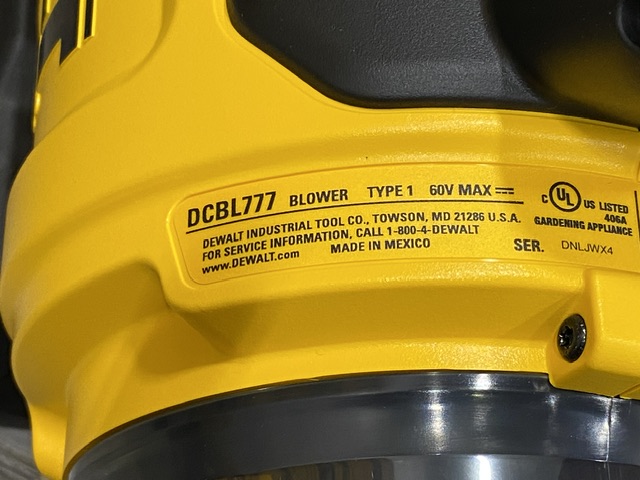 DCBL777 BLOWER TYPE 1 60V MAX
DEWALT INDUSTRIAL TOOL CO., TOWSON, MD 21286 U.S.A.
FOR SERVICE INFORMATION, CALL 1-800-4-DEWALT
www.DEWALT.com MADE IN MEXICO
C UL US LISTED
406A
GARDENING APPLIANCE
SER. DNLJWX4